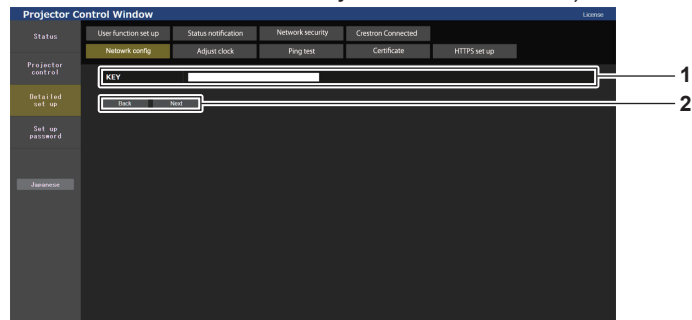 Projector Control Window License
Status
User function set up Status notification Network security Crestron Connected
Netowrk config Adjust clock Ping test Certificate HTTPS set up
Projector
control
KEY
1
Detailed
set up
Back Next
2
Set up
password
Japanese